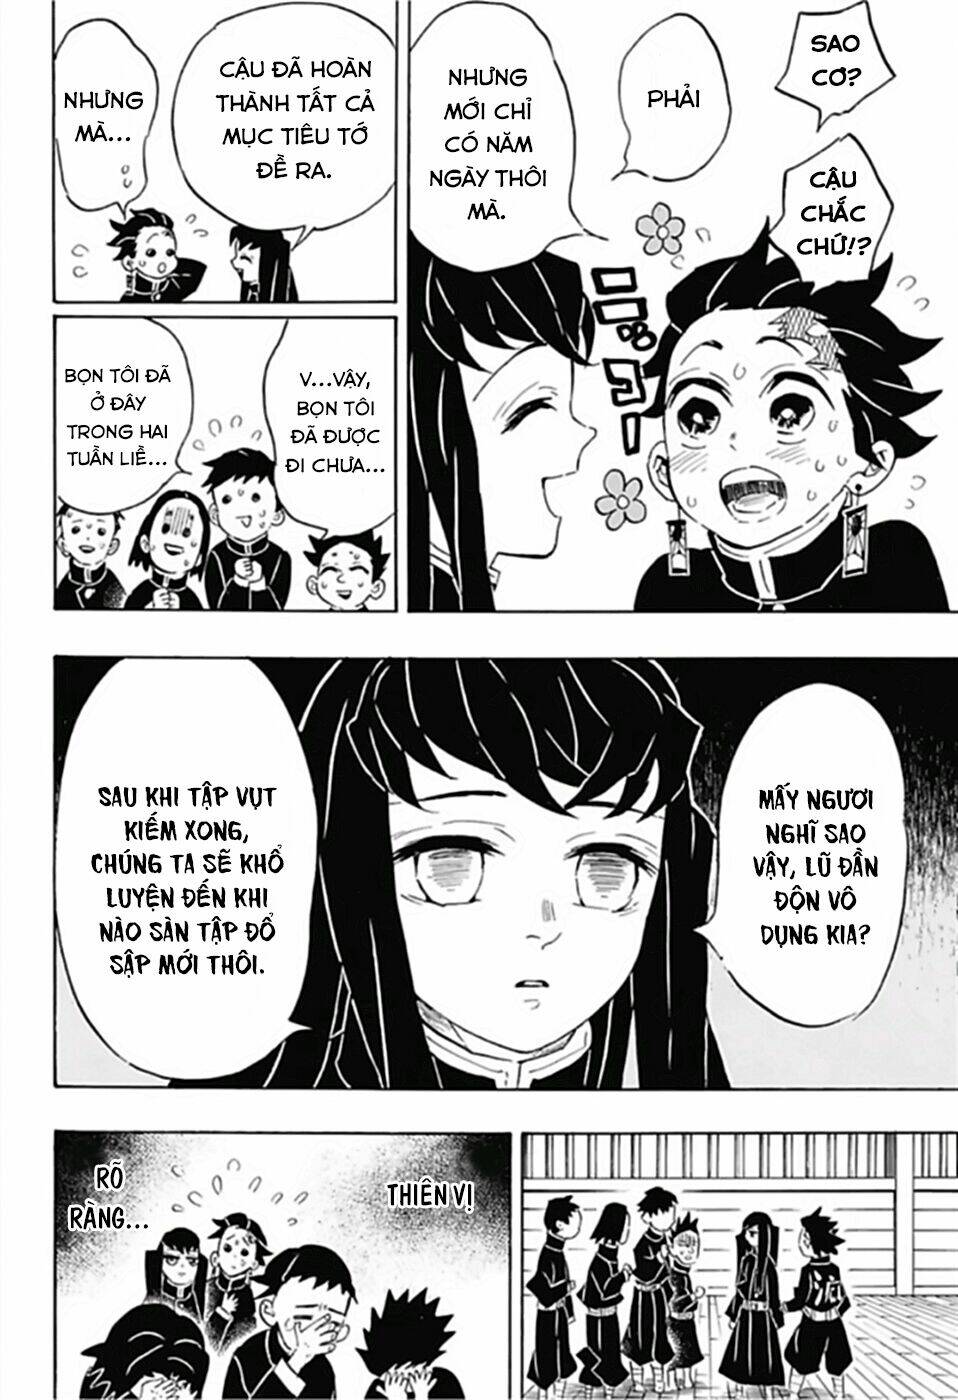 SAO
CƠ?
CẬU
CHẮC
CHỨ!?
PHẢI
NHƯNG
MỚI CHỈ
CÓ NĂM
NGÀY THÔI
MÀ.
CẬU ĐÃ HOÀN
THÀNH TẤT CẢ
MỤC TIÊU TỚ
ĐỀ RA.
NHƯNG
MÀ...
V...VẬY,
BỌN TÔI
ĐÃ ĐƯỢC
ĐI CHƯA...
BỌN TÔI ĐÃ
Ở ĐÂY
TRONG HAI
TUẦN LIỀ...
MẤY NGƯƠI
NGHĨ SAO
VẬY, LŨ ĐẦN
ĐỘN VÔ
DỤNG KIA?
SAU KHI TẬP VỤT
KIẾM XONG,
CHÚNG TA SẼ KHỔ
LUYỆN ĐẾN KHI
NÀO SÀN TẬP ĐỔ
SẬP MỚI THÔI.
THIÊN VỊ
RÕ
RÀNG...